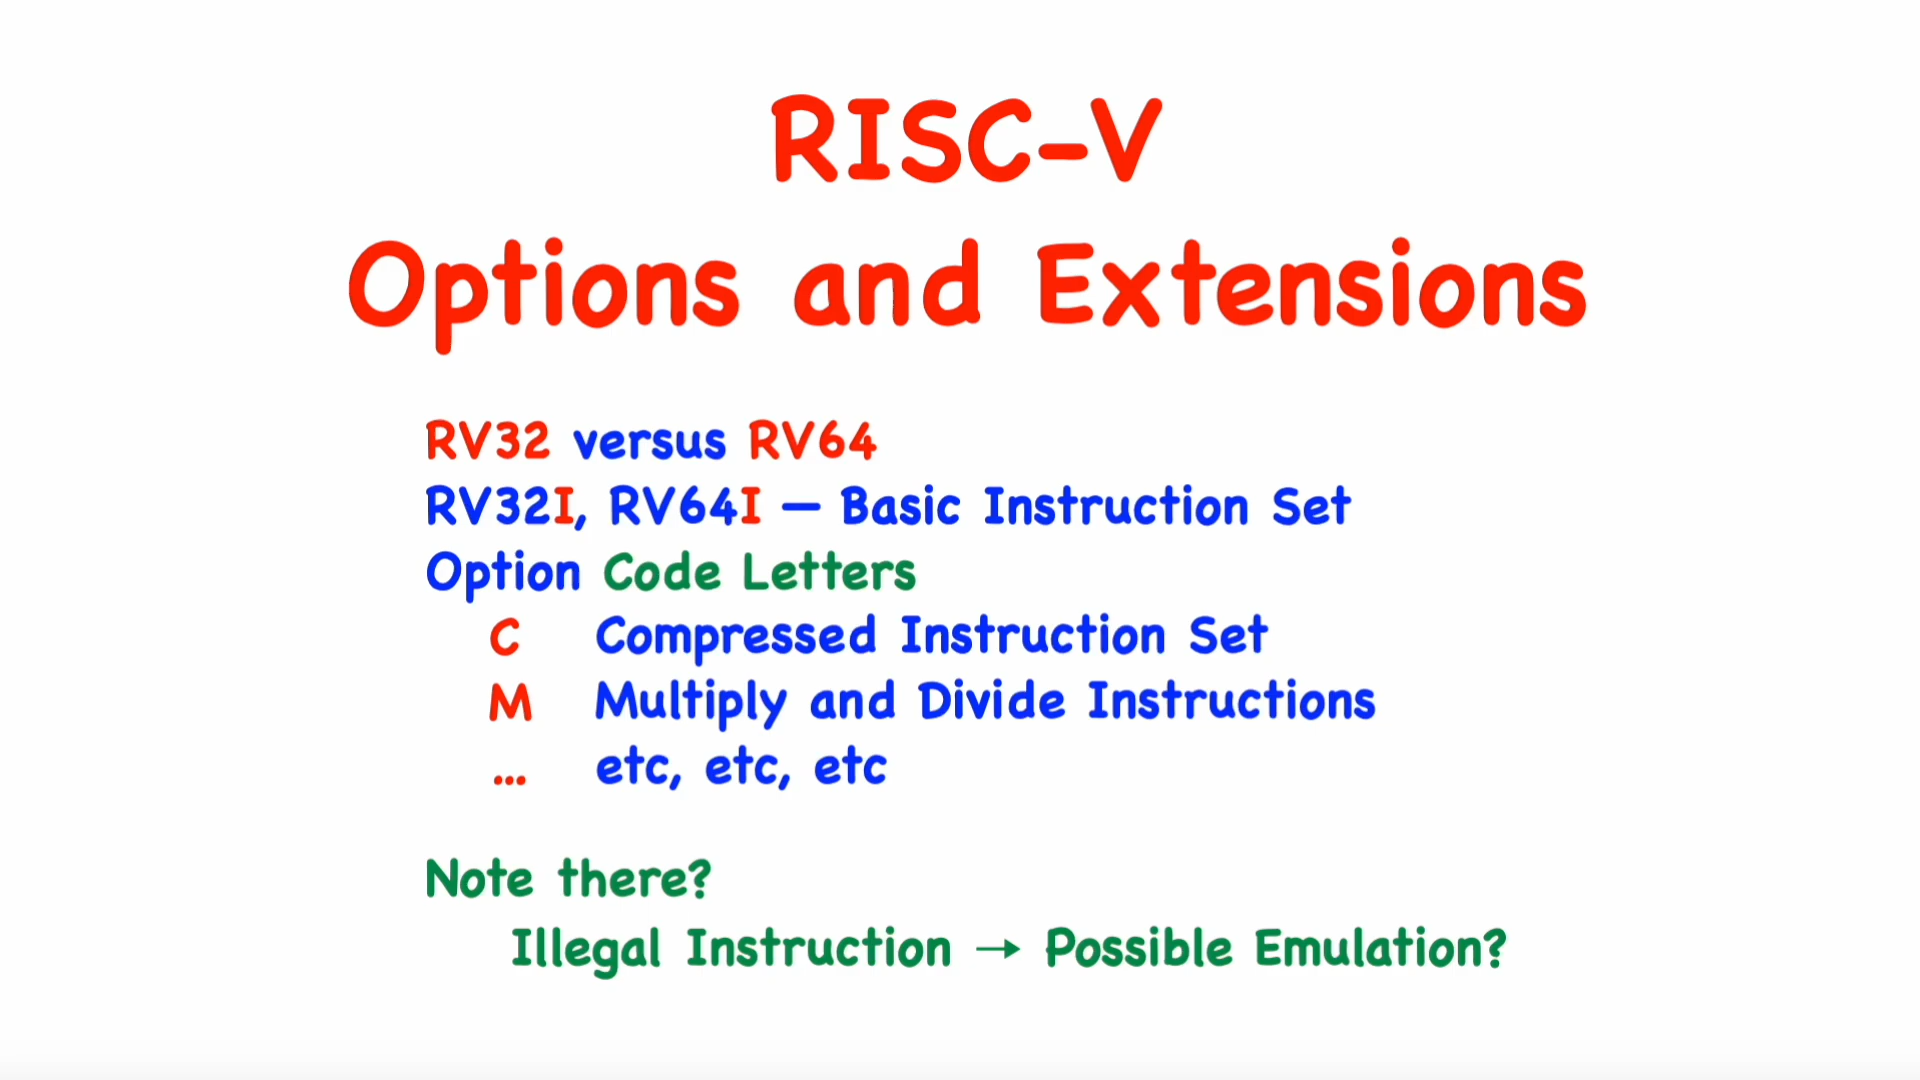 RISC-V
Options and Extensions
RV32 versus RV64
RV32I, RV64I — Basic Instruction Set
Option Code Letters
C Compressed Instruction Set
M Multiply and Divide Instructions
... etc, etc, etc
Note there?
Illegal Instruction → Possible Emulation?